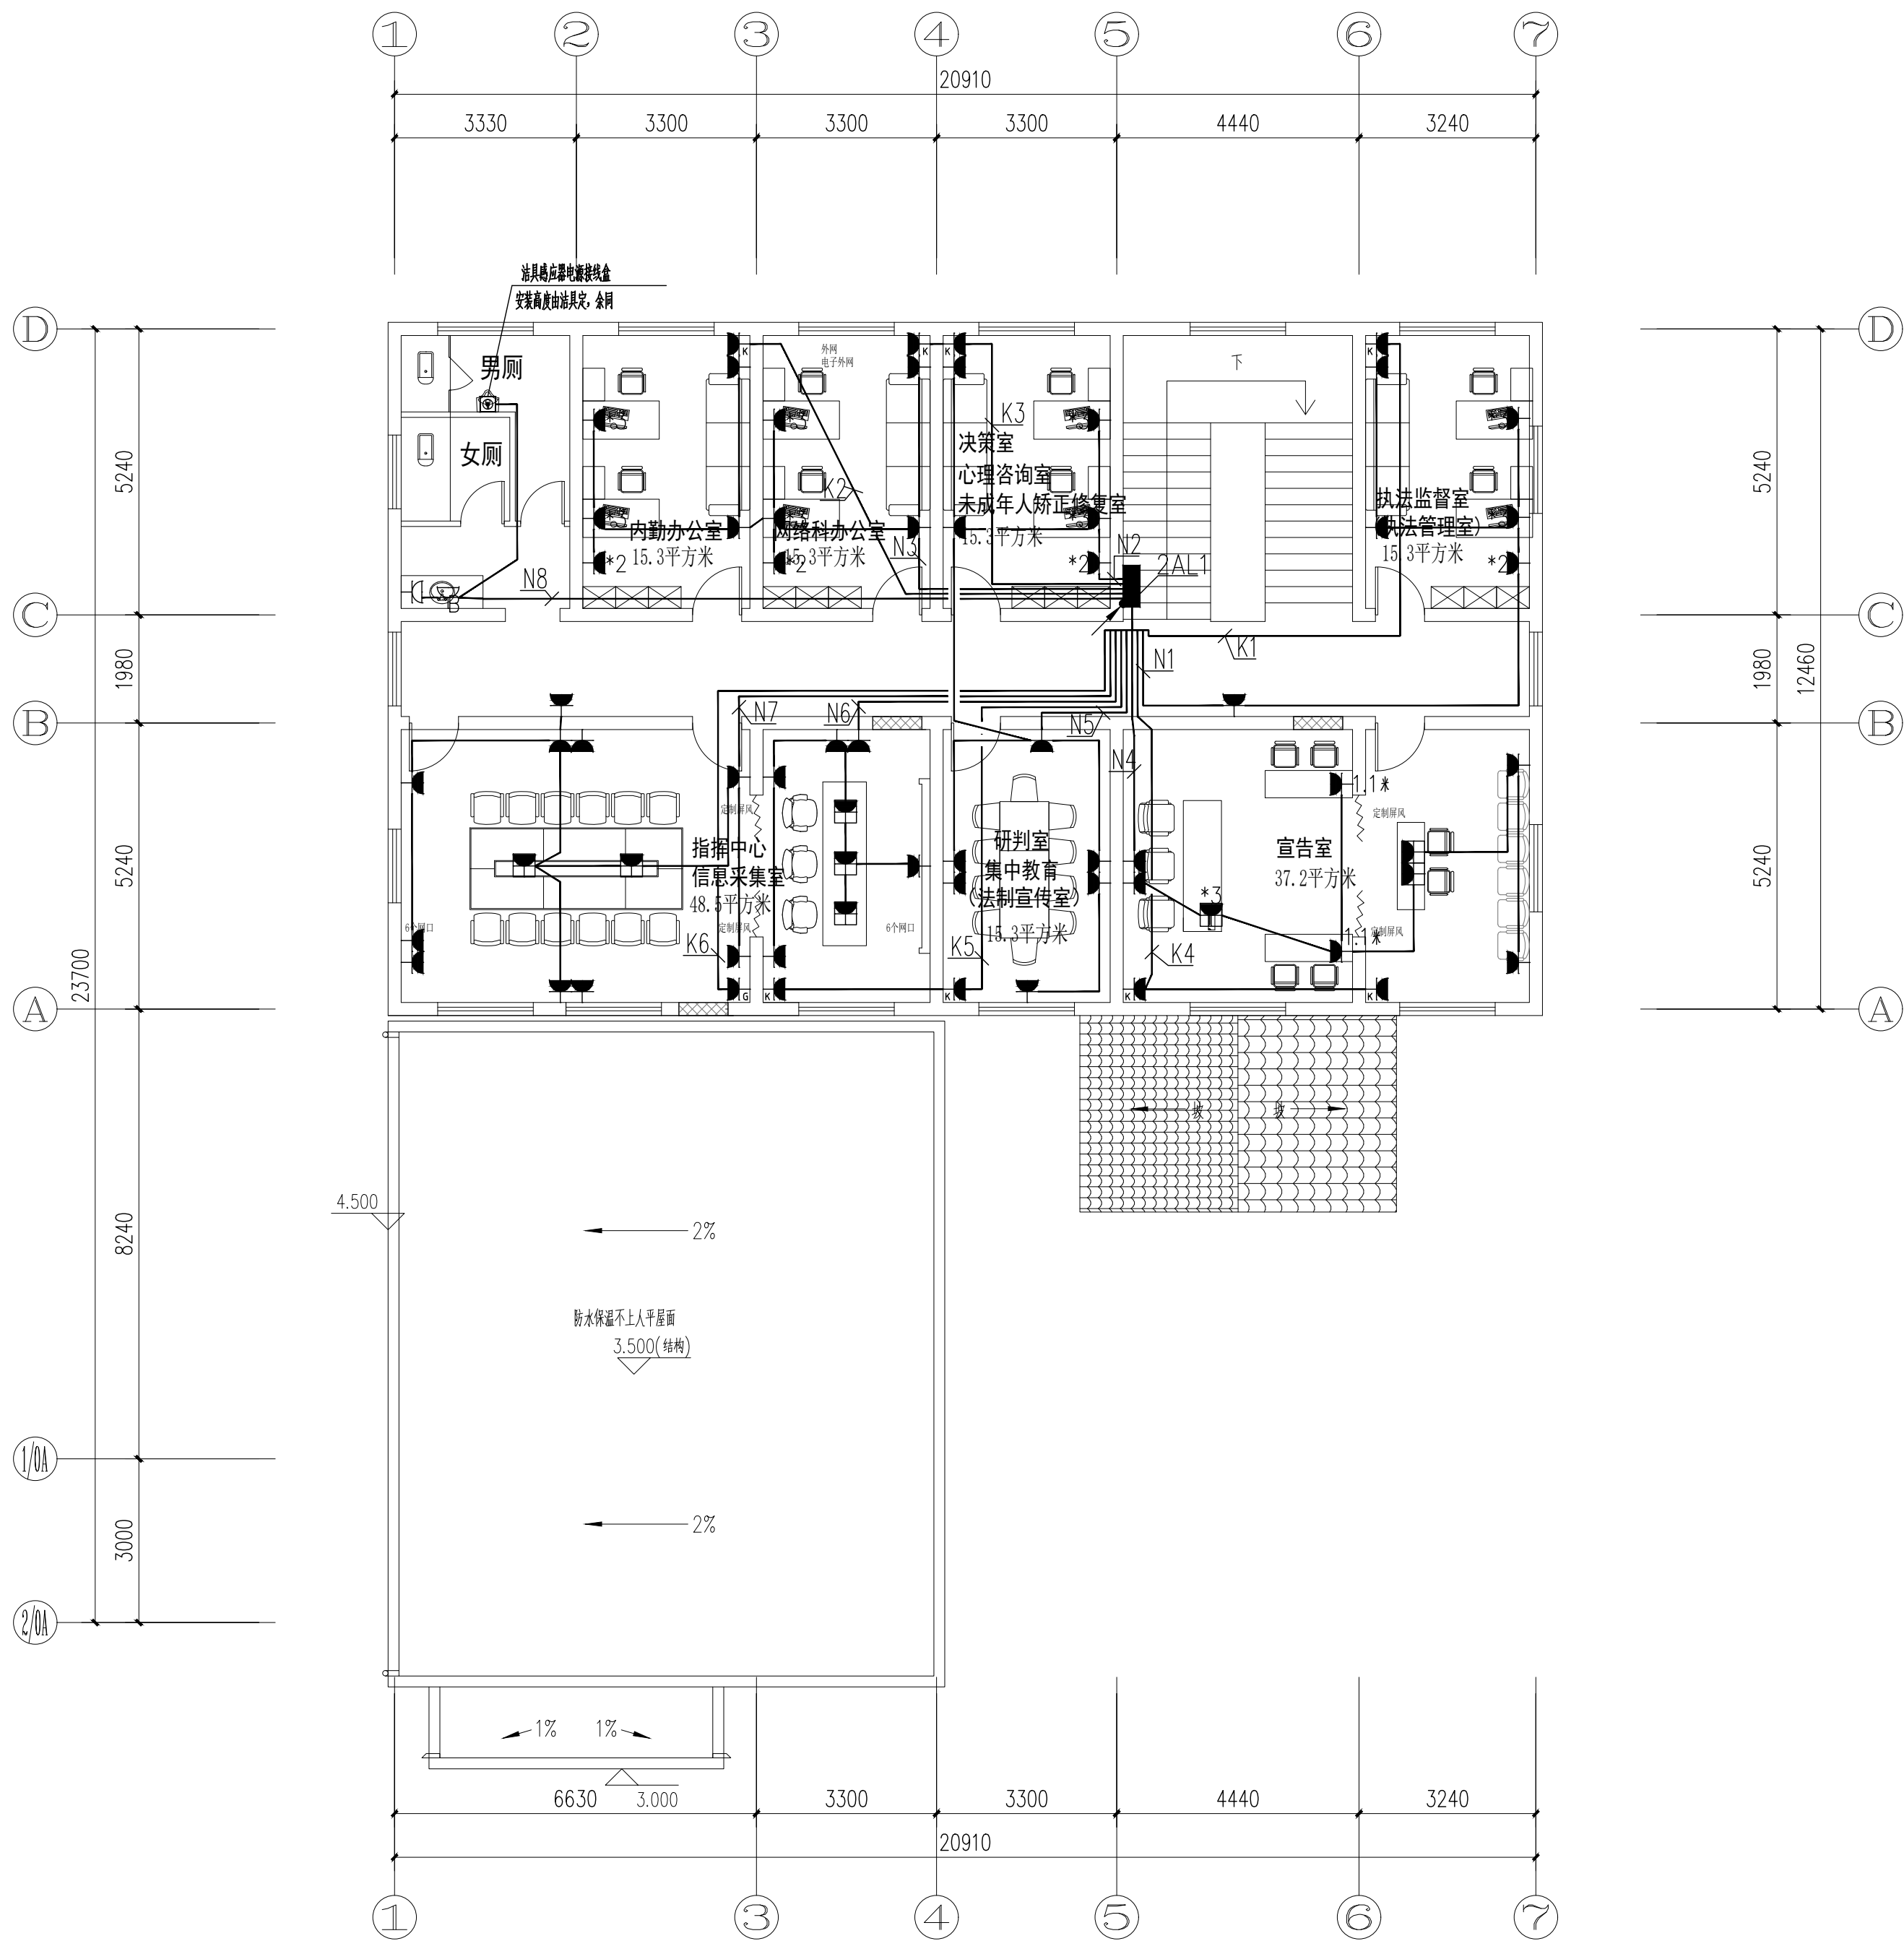 1
2
3
4
5
6
7
20910
3330
3300
3300
3300
4440
3240
洁具感应器电源接线盒
安装高度由洁具定,余同
D
D
男厕
K
外网
电子外网
K
K
K
下
K3
女厕
决策室
心理咨询室
未成年人矫正修复室
15.3平方米
K2
执法监督室
(执法管理室)
15.3平方米
内勤办公室
15.3平方米
网络科办公室
15.3平方米
*2
*2
*2
*2
N3
N2
2AL1
N8
B
C
C
5240
1980
5240
8240
3000
23700
5240
1980
5240
12460
K1
N1
N7
N6
N5
N4
B
B
1.1米
定制屏风
定制屏风
指挥中心
信息采集室
48.5平方米
研判室
集中教育
(法制宣传室)
15.3平方米
宣告室
37.2平方米
*3
6个网口
定制屏风
6个网口
1.1米
定制屏风
K6
K5
K4
G
K
K
K
K
A
A
坡
坡
4.500
2%
防水保温不上人平屋面
3.500(结构)
1/0A
2%
2/0A
1%
1%
3.000
6630
3300
3300
4440
3240
20910
1
3
4
5
6
7